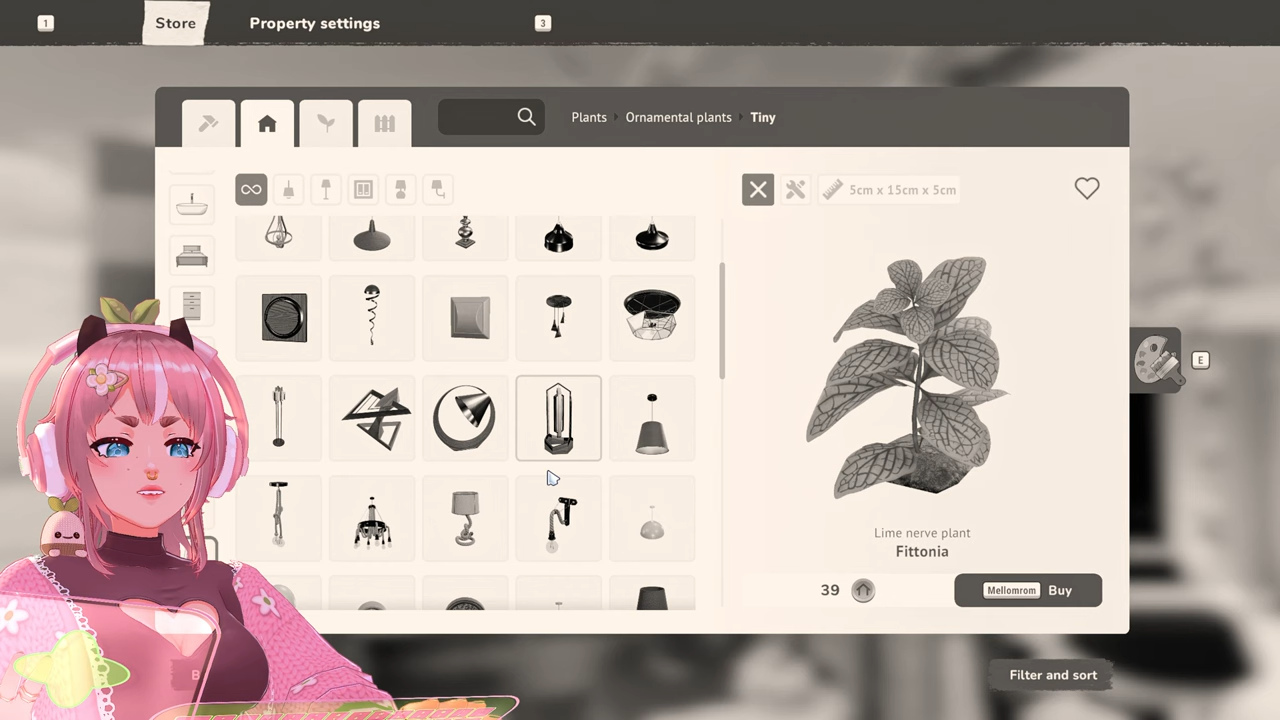 1
Store
Property settings
3
Plants
Ornamental plants
Tiny
5cm x 15cm x 5cm
E
Lime nerve plant
Fittonia
39
Mellomrom
Buy
B
Filter and sort